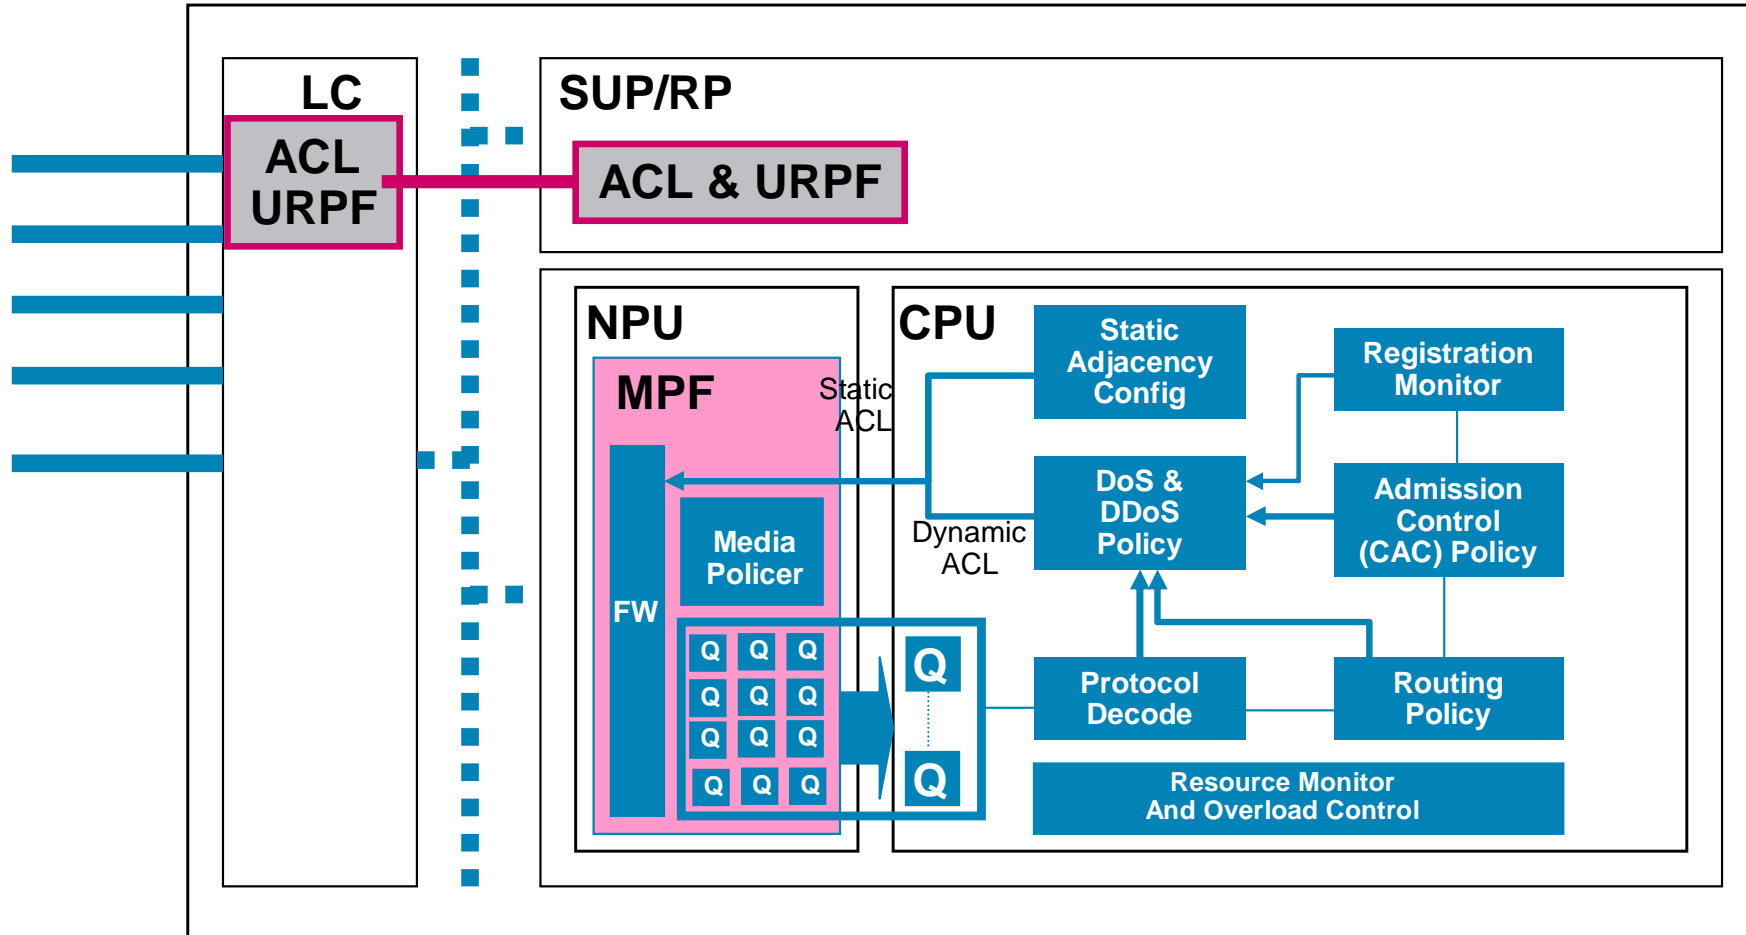 LC
ACL
URPF
SUP/RP
ACL & URPF
NPU
MPF
FW
Media
Policer
Q Q Q
Q Q Q
Q Q Q
Q Q Q
Static
ACL
Dynamic
ACL
CPU
Q
Q
Static
Adjacency
Config
Registration
Monitor
DoS &
DDoS
Policy
Admission
Control
(CAC) Policy
Protocol
Decode
Routing
Policy
Resource Monitor
And Overload Control